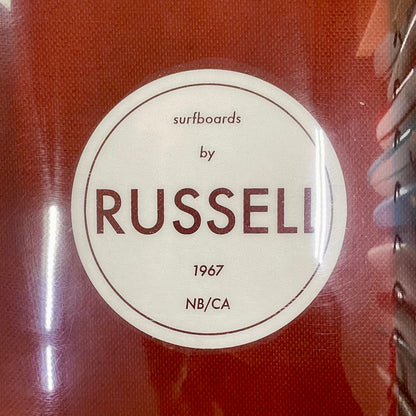 surfboards
by
RUSSELL
1967
NB/CA